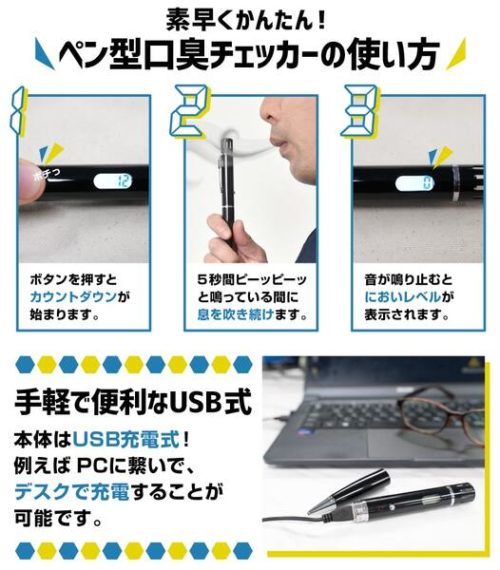 素早くかんたん！
ペン型口臭チェッカーの使い方
1
2
3
ポチっ
12
0
ボタンを押すと
カウントダウンが
始まります。
5秒間ピーッピーッ
と鳴っている間に
息を吹き続けます。
音が鳴り止むと
においレベルが
表示されます。
手軽で便利なUSB式
本体はUSB充電式！
例えば PCに繋いで、
デスクで充電することが
可能です。